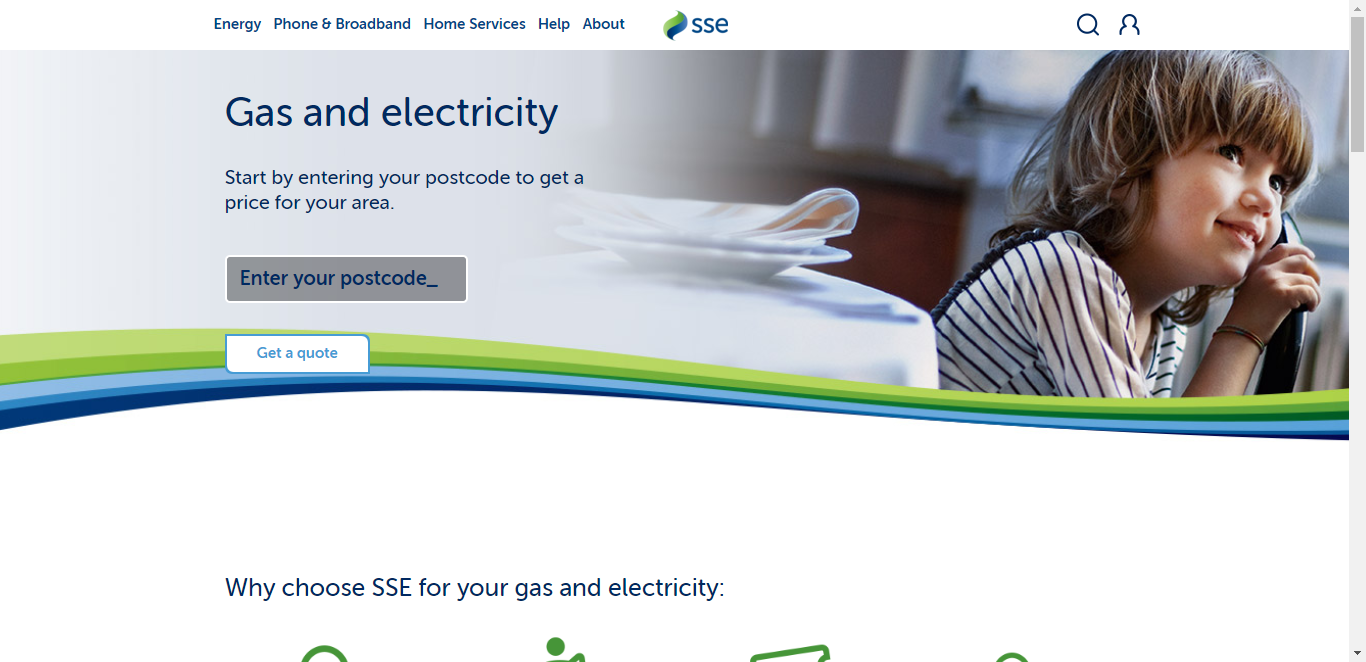 Energy Phone & Broadband Home Services Help About sse
Gas and electricity
Start by entering your postcode to get a
price for your area.
Enter your postcode_
Get a quote
Why choose SSE for your gas and electricity: